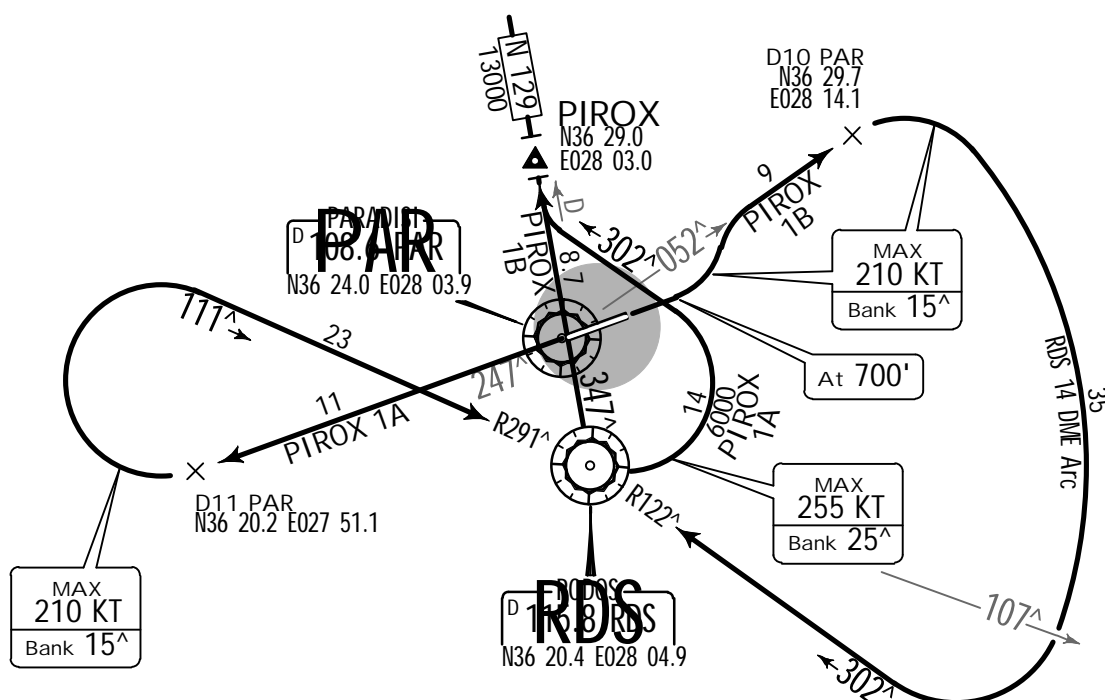 N 129
13000
PIROX
N36 29.0
E028 03.0
D10 PAR
N36 29.7
E028 14.1
D
9
PIROX
1B
302^
052^
PIROX
1B
8.7
PARADISI
PAR
D
PAR
N36 24.0 E028 03.9
MAX
210 KT
Bank 15^
At 700'
111^
23
247^
11
PIROX 1A
R291^
347^
14
6000
PIROX
1A
RDS 14 DME Arc
35
D11 PAR
N36 20.2 E027 51.1
R122^
MAX
255 KT
Bank 25^
MAX
210 KT
Bank 15^
RODOS
RDS
D
RDS
N36 20.4 E028 04.9
107^
302^